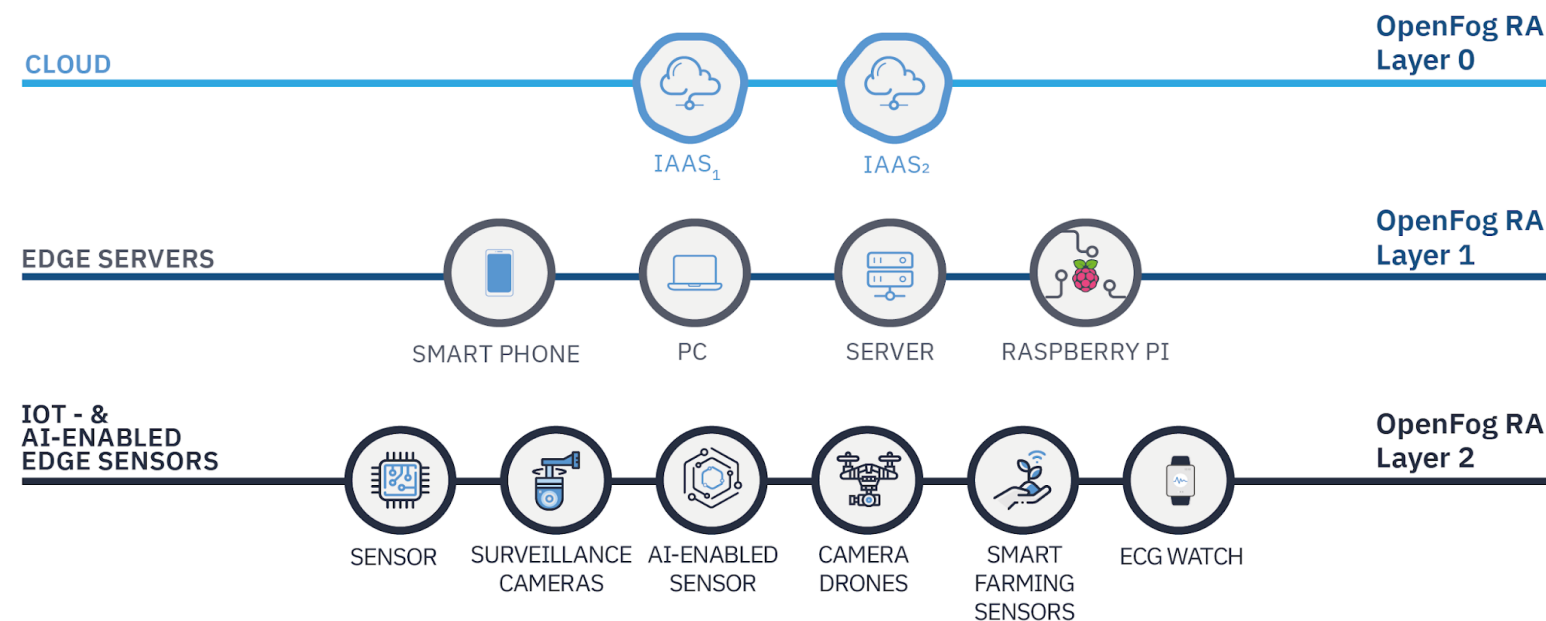 CLOUD
OpenFog RA
Layer 0
IAAS1
IAAS₂
EDGE SERVERS
OpenFog RA
Layer 1
SMART PHONE
PC
SERVER
RASPBERRY PI
IOT - &
AI-ENABLED
EDGE SENSORS
OpenFog RA
Layer 2
SENSOR
SURVEILLANCE
CAMERAS
AI-ENABLED
SENSOR
CAMERA
DRONES
SMART
FARMING
SENSORS
ECG WATCH